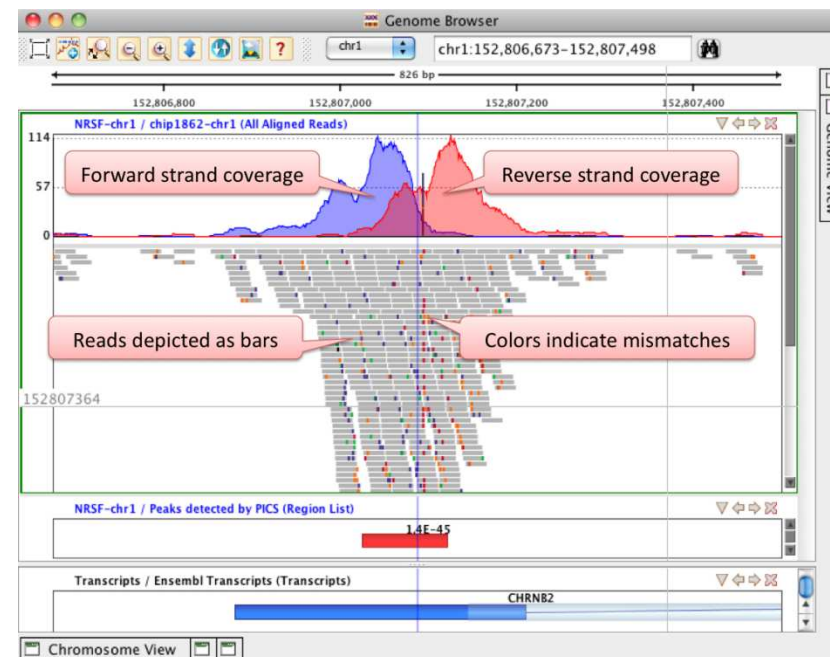 Genome Browser
chr1
chr1:152,806,673-152,807,498
826 bp
152,806,800
152,807,000
152,807,200
152,807,400
NRSF-chr1 / chip1862-chr1 (All Aligned Reads)
114
57
0
Forward strand coverage
Reverse strand coverage
Reads depicted as bars
Colors indicate mismatches
152807364
NRSF-chr1 / Peaks detected by PICS (Region List)
1.4E-45
Transcripts / Ensembl Transcripts (Transcripts)
CHRNB2
Chromosome View